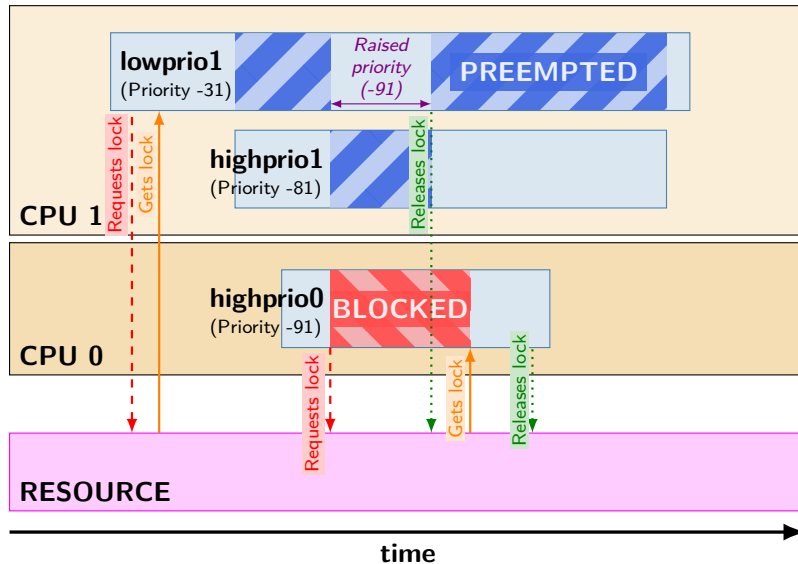 lowprio1
(Priority -31)
Raised
priority
(-91)
PREEMPTED
Requests lock
Gets lock
highprio1
(Priority -81)
Releases lock
CPU 1
highprio0
(Priority -91)
BLOCKED
CPU 0
Requests lock
Gets lock
Releases lock
RESOURCE
time